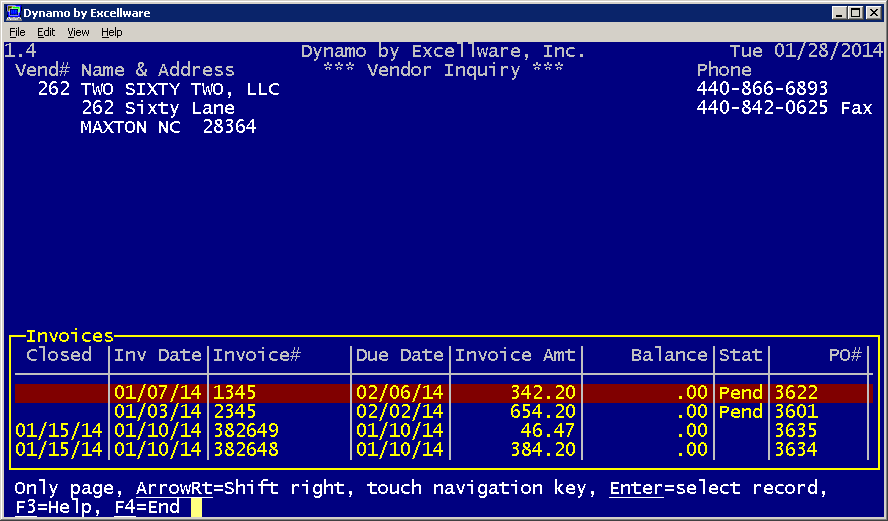 Dynamo by Excellware
File Edit View Help
1.4 Dynamo by Excellware, Inc. Tue 01/28/2014
Vend# Name & Address *** Vendor Inquiry *** Phone
262 TWO SIXTY TWO, LLC 440-866-6893
262 Sixty Lane 440-842-0625 Fax
MAXTON NC 28364
Invoices
Closed Inv Date Invoice# Due Date Invoice Amt Balance Stat PO#
01/07/14 1345 02/06/14 342.20 .00 Pend 3622
01/03/14 2345 02/02/14 654.20 .00 Pend 3601
01/15/14 01/10/14 382649 01/10/14 46.47 .00 3635
01/15/14 01/10/14 382648 01/10/14 384.20 .00 3634
Only page, ArrowRt=Shift right, touch navigation key, Enter=select record,
F3=Help, F4=End